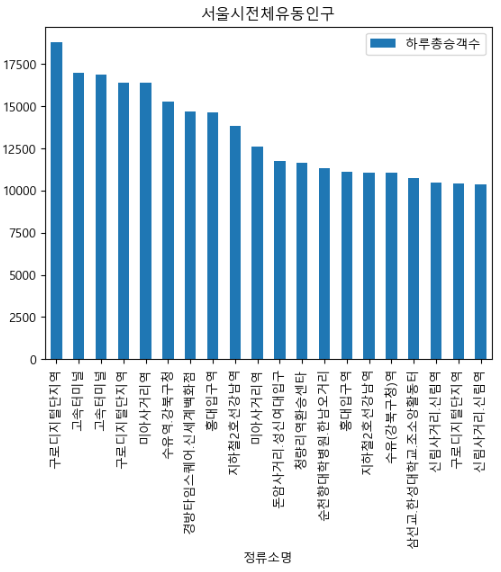 서울시전체유동인구
하루총승객수
17500
15000
12500
10000
7500
5000
2500
0
구로디지털단지역
고속터미널
고속터미널
구로디지털단지역
미아사거리역
수유역.강북구청
경방타임스퀘어.신세계백화점
홍대입구역
지하철2호선강남역
미아사거리역
돈암사거리.성신여대입구
청량리역환승센타
순천향대학병원.한남오거리
홍대입구역
지하철2호선강남역
수유(강북구청)역
삼선교.한성대학교.조소앙활동터
신림사거리.신림역
구로디지털단지역
신림사거리.신림역
정류소명